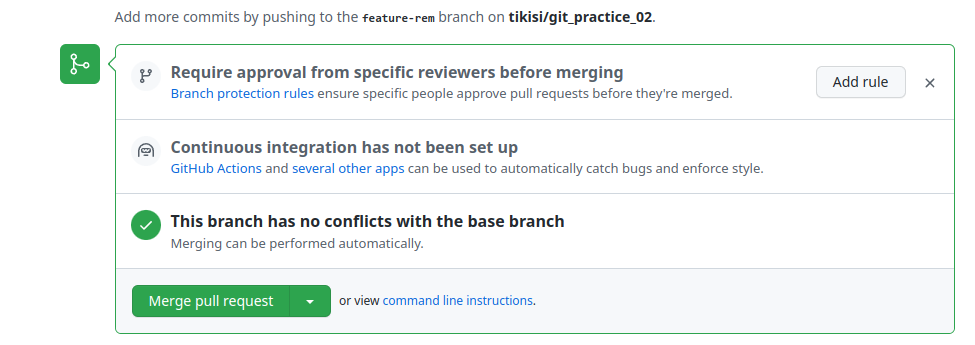 Add more commits by pushing to the feature-rem branch on tikisi/git_practice_02.
Require approval from specific reviewers before merging
Branch protection rules ensure specific people approve pull requests before they're merged.
Add rule
Continuous integration has not been set up
GitHub Actions and several other apps can be used to automatically catch bugs and enforce style.
This branch has no conflicts with the base branch
Merging can be performed automatically.
Merge pull request
or view command line instructions.